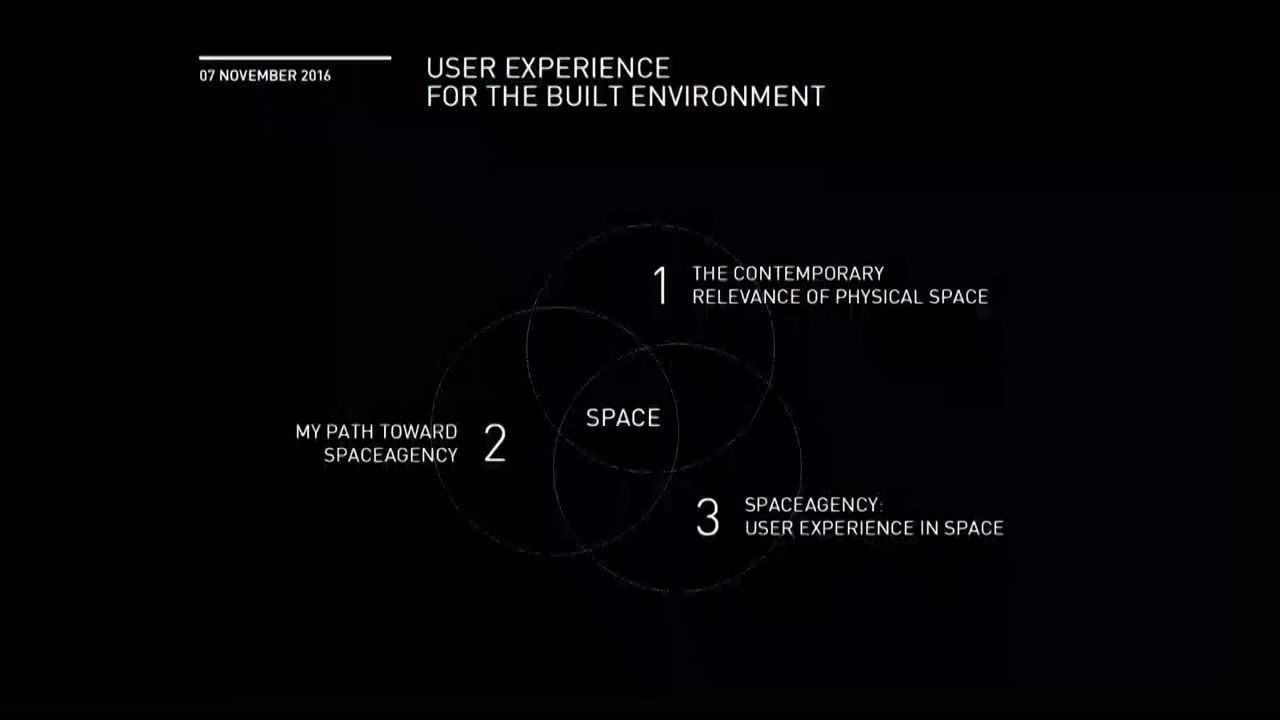 07 NOVEMBER 2016
USER EXPERIENCE
FOR THE BUILT ENVIRONMENT
1
THE CONTEMPORARY
RELEVANCE OF PHYSICAL SPACE
SPACE
MY PATH TOWARD
SPACEAGENCY
2
3
SPACEAGENCY:
USER EXPERIENCE IN SPACE